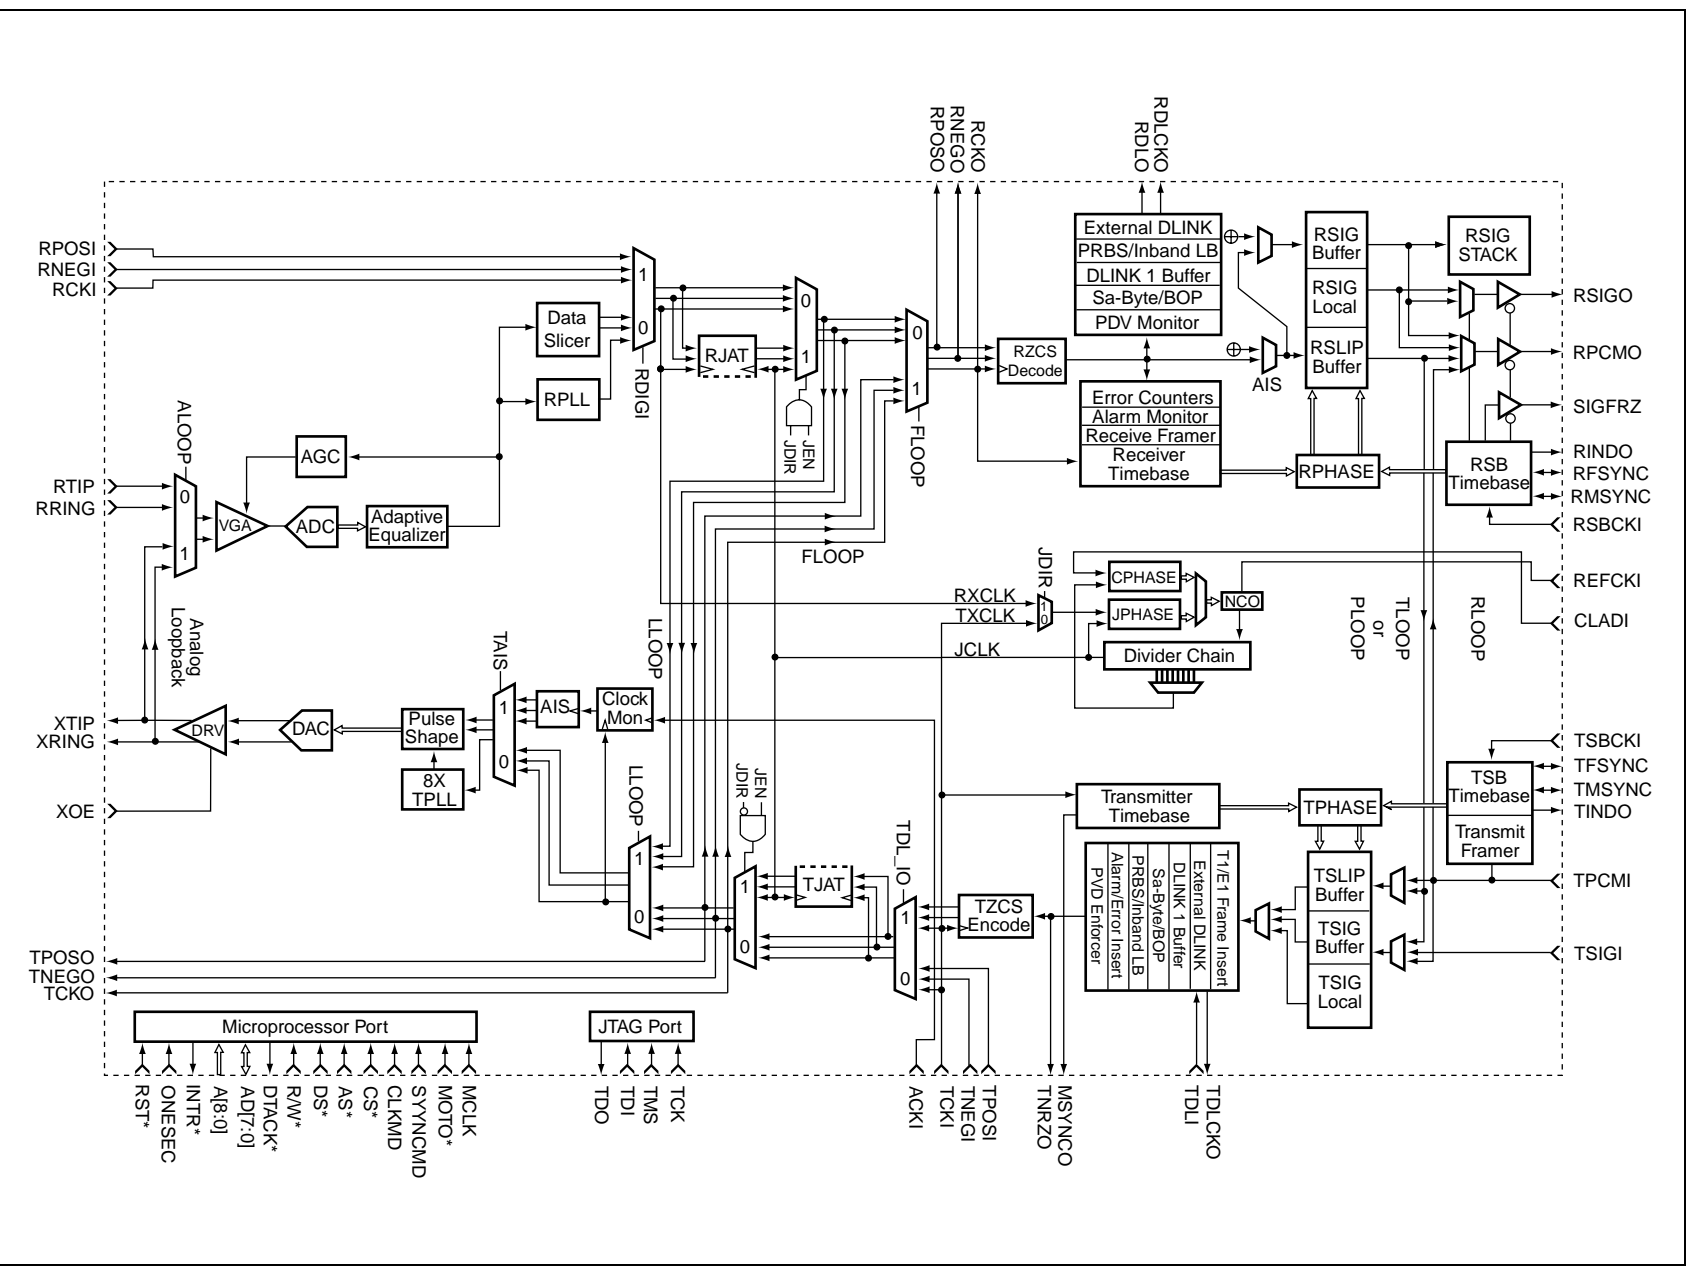 RPOSO
RNEGO
RCKO
RDLO
RDLCKO
RPOSI
RNEGI
RCKI
1
0
RDIGI
Data
Slicer
RPLL
RJAT
0
1
JDIR
JEN
0
1
FLOOP
RZCS
Decode
External DLINK
PRBS/Inband LB
DLINK 1 Buffer
Sa-Byte/BOP
PDV Monitor
Error Counters
Alarm Monitor
Receive Framer
Receiver
Timebase
AIS
RSIG
Buffer
RSIG
Local
RSLIP
Buffer
RSIG
STACK
RSIGO
RPCMO
SIGFRZ
RPHASE
RSB
Timebase
RINDO
RFSYNC
RMSYNC
RSBCKI
ALOOP
RTIP
RRING
0
1
VGA
AGC
ADC
Adaptive
Equalizer
FLOOP
JDIR
RXCLK
TXCLK
1
0
CPHASE
JPHASE
NCO
JCLK
Divider Chain
REFCKI
CLADI
PLOOP
or
TLOOP
RLOOP
Analog
Loopback
LLOOP
TAIS
1
0
AIS
Clock
Mon
XTIP
XRING
DRV
DAC
Pulse
Shape
8X
TPLL
XOE
LLOOP
1
0
JDIR
JEN
1
0
TJAT
TDL_IO
1
0
TZCS
Encode
Transmitter
Timebase
T1/E1 Frame Insert
External DLINK
DLINK 1 Buffer
Sa-Byte/BOP
PRBS/Inband LB
Alarm/Error Insert
PVD Enforcer
TPHASE
TSLIP
Buffer
TSIG
Buffer
TSIG
Local
TSB
Timebase
Transmit
Framer
TSBCKI
TFSYNC
TMSYNC
TINDO
TPCMI
TSIGI
TPOSO
TNEGO
TCKO
Microprocessor Port
RST*
ONESEC
INTR*
A[8:0]
AD[7:0]
DTACK*
R/W*
DS*
AS*
CS*
CLKMD
SYYNCMD
MOTO*
MCLK
JTAG Port
TDO
TDI
TMS
TCK
ACKI
TCKI
TNEGI
TPOSI
TNRZO
MSYNCO
TDLI
TDLCKO